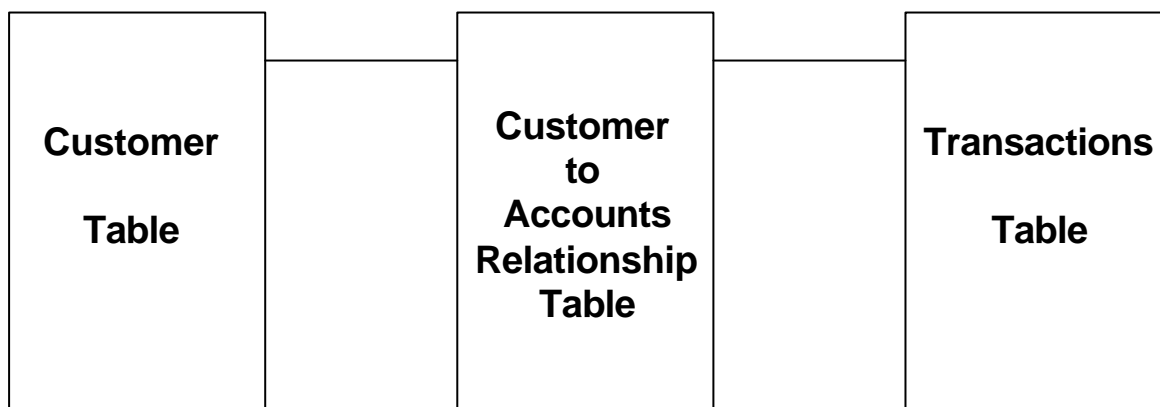 Customer
Table
Customer
to
Accounts
Relationship
Table
Transactions
Table